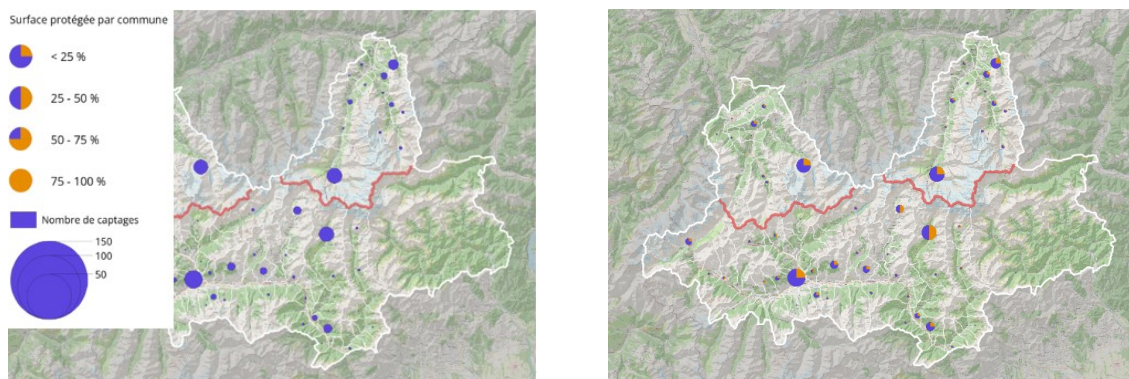 Surface protégée par commune
< 25 %
25 - 50 %
50 - 75 %
75 - 100 %
Nombre de captages
150
100
50